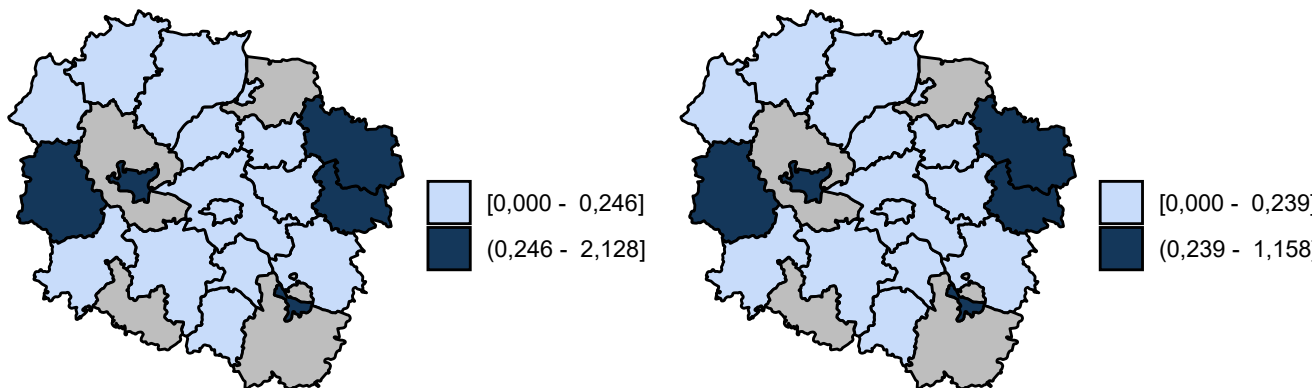 [0,000 -  0,246]
(0,246 -  2,128]
[0,000 -  0,239]
(0,239 -  1,158]